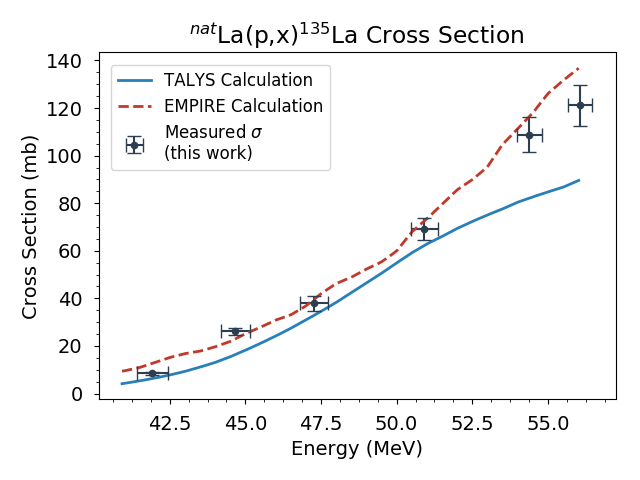 natLa(p,x)135La Cross Section
TALYS Calculation
EMPIRE Calculation
Measured σ
(this work)
Cross Section (mb)
140
120
100
80
60
40
20
0
42.5 45.0 47.5 50.0 52.5 55.0
Energy (MeV)